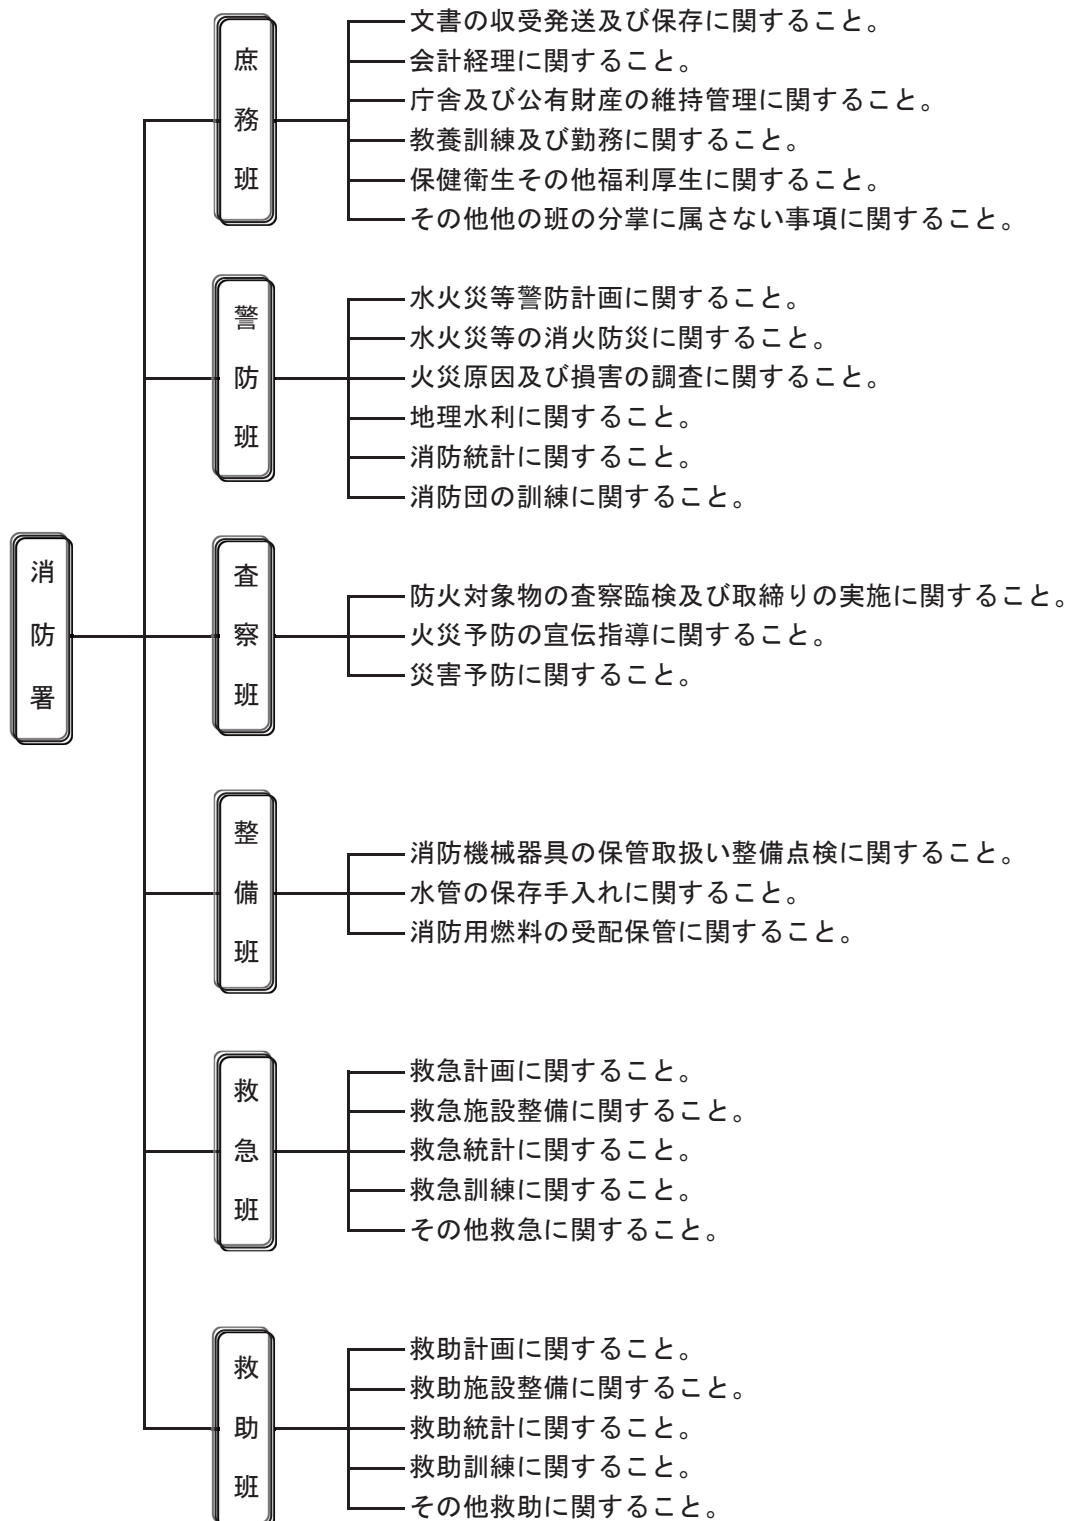 消防署
庶務班
文書の収受発送及び保存に関すること。
会計経理に関すること。
庁舎及び公有財産の維持管理に関すること。
教養訓練及び勤務に関すること。
保健衛生その他福利厚生に関すること。
その他他の班の分掌に属さない事項に関すること。
警防班
水火災等警防計画に関すること。
水火災等の消火防災に関すること。
火災原因及び損害の調査に関すること。
地理水利に関すること。
消防統計に関すること。
消防団の訓練に関すること。
査察班
防火対象物の査察臨検及び取締りの実施に関すること。
火災予防の宣伝指導に関すること。
災害予防に関すること。
整備班
消防機械器具の保管取扱い整備点検に関すること。
水管の保存手入れに関すること。
消防用燃料の受配保管に関すること。
救急班
救急計画に関すること。
救急施設整備に関すること。
救急統計に関すること。
救急訓練に関すること。
その他救急に関すること。
救助班
救助計画に関すること。
救助施設整備に関すること。
救助統計に関すること。
救助訓練に関すること。
その他救助に関すること。